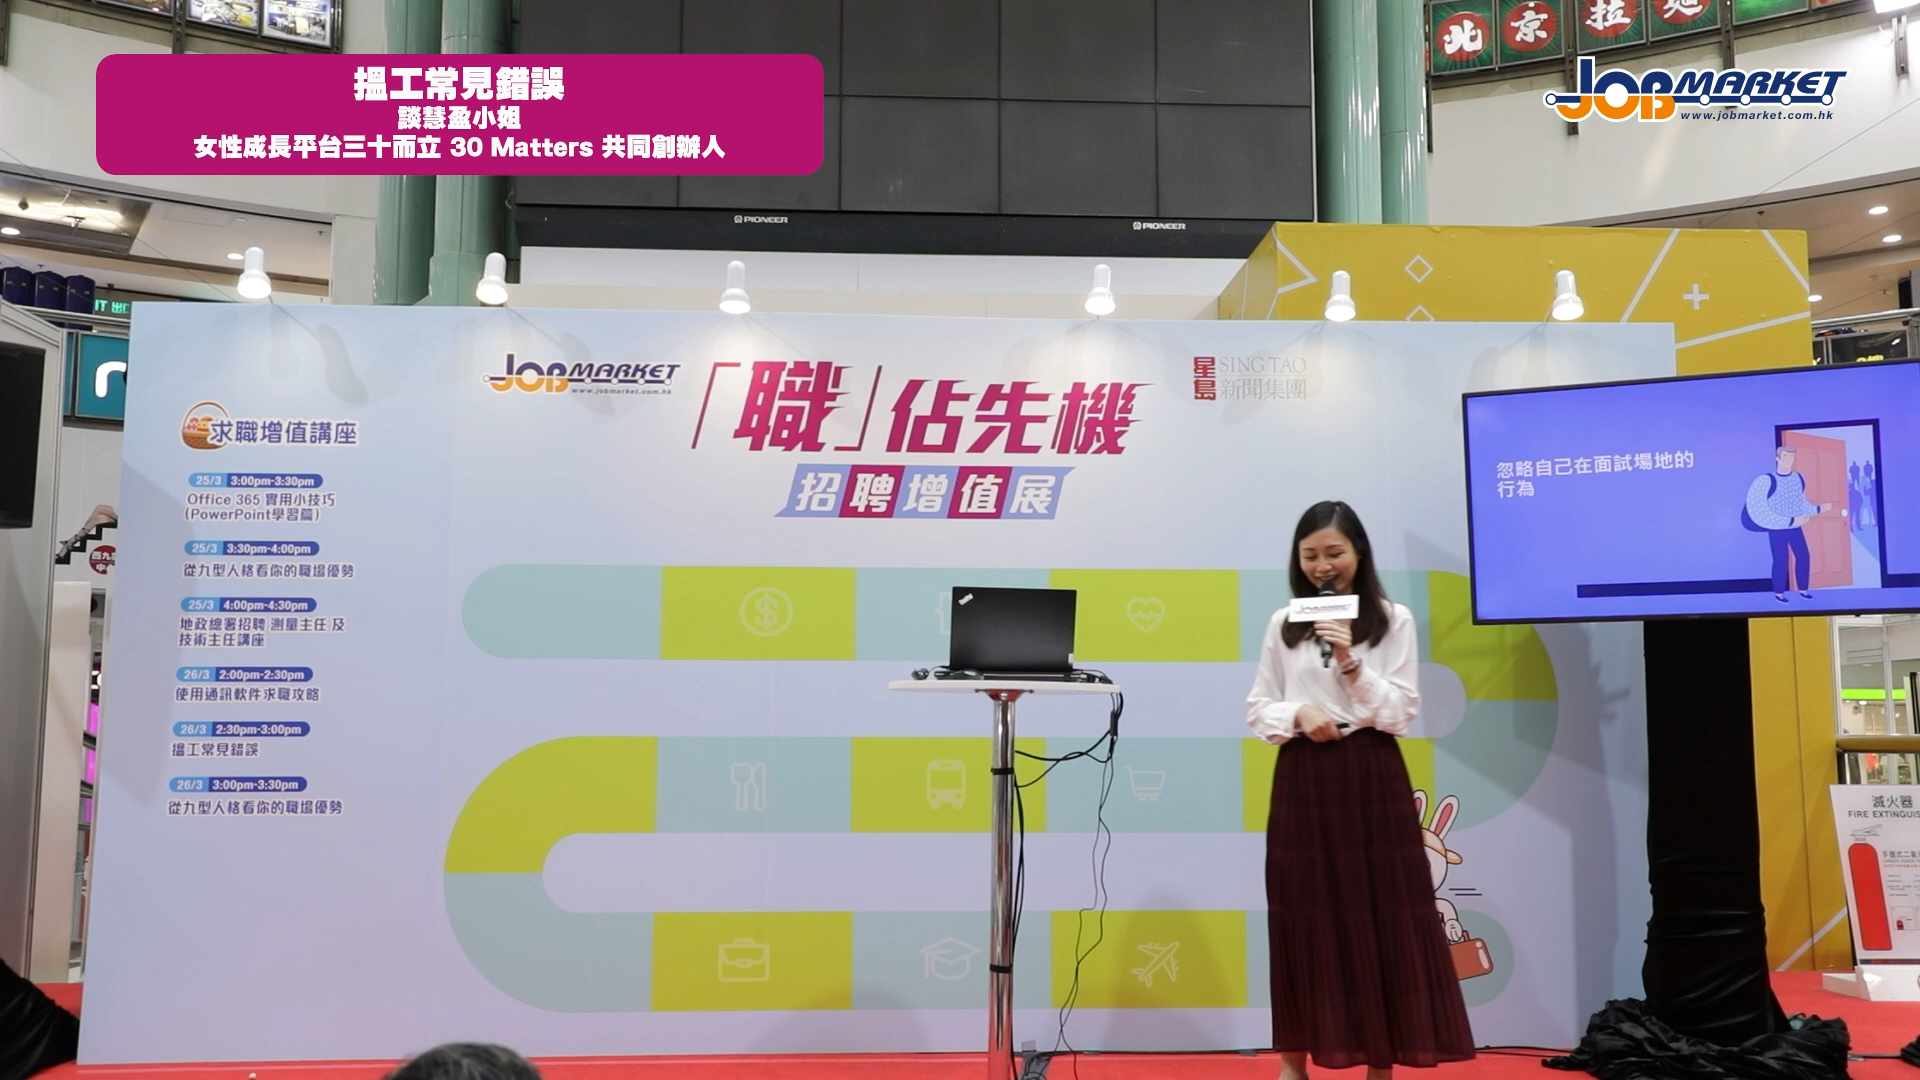 搵工常見錯誤
談慧盈小姐
女性成長平台三十而立 30 Matters 共同創辦人
北京拉麵
JOBMARKET
www.jobmarket.com.hk
PIONEER
PIONEER
IT 出口
JOBMARKET
www.jobmarket.com.hk
「職」佔先機
招聘增值展
星島
SING TAO
新聞集團
求職增值講座
25/3 3:00pm-3:30pm
Office 365 實用小技巧
(PowerPoint學習篇)
25/3 3:30pm-4:00pm
從九型人格看你的職場優勢
25/3 4:00pm-4:30pm
地政總署招聘 測量主任 及
技術主任講座
26/3 2:00pm-2:30pm
使用通訊軟件求職攻略
26/3 2:30pm-3:00pm
搵工常見錯誤
26/3 3:00pm-3:30pm
從九型人格看你的職場優勢
忽略自己在面試場地的
行為
JOBMARKET
滅火器
FIRE EXTINGUIS